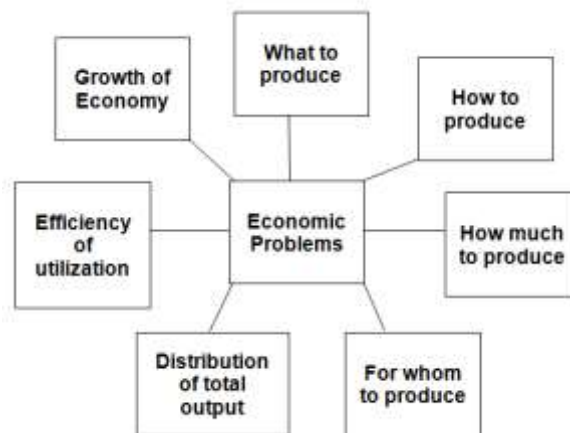 What to
produce
Growth of
Economy
How to
produce
Efficiency
of
utilization
Economic
Problems
How much
to produce
Distribution
of total
output
For whom
to produce